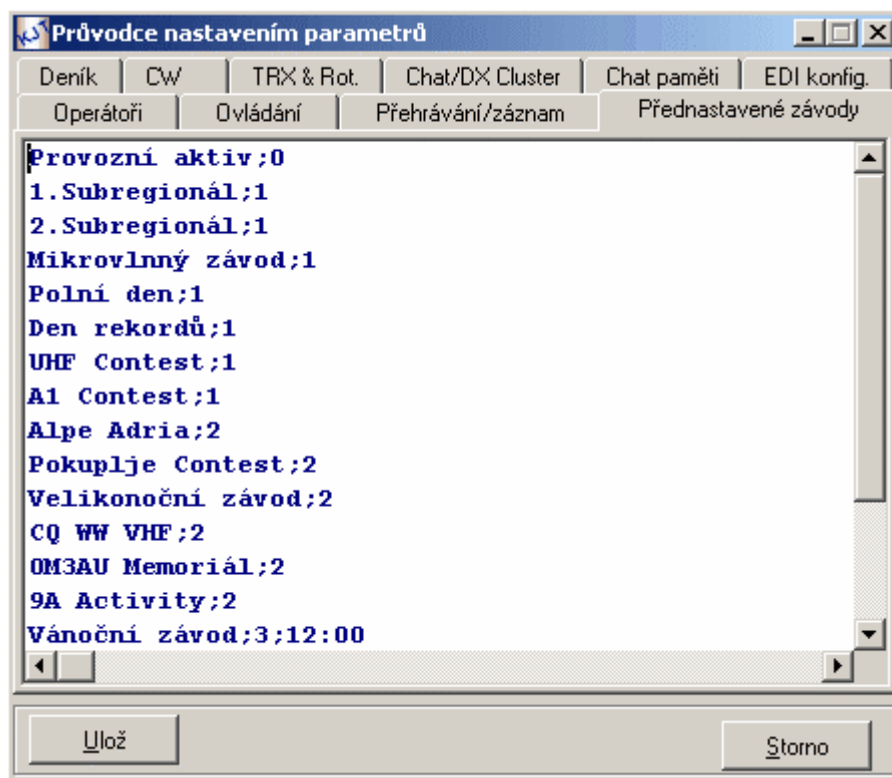 Průvodce nastavením parametrů
Deník CW TRX & Rot. Chat/DX Cluster Chat paměti EDI konfig.
Operátoři Ovládání Přehrávání/záznam Přednastavené závody
Provozní aktiv;0
1.Subregionál;1
2.Subregionál;1
Mikrovlnný závod;1
Polní den;1
Den rekordů;1
UHF Contest;1
A1 Contest;1
Alpe Adria;2
Pokuplje Contest;2
Velikonoční závod;2
CQ WW VHF;2
OM3AU Memoriál;2
9A Activity;2
Vánoční závod;3;12:00
Ulož Storno